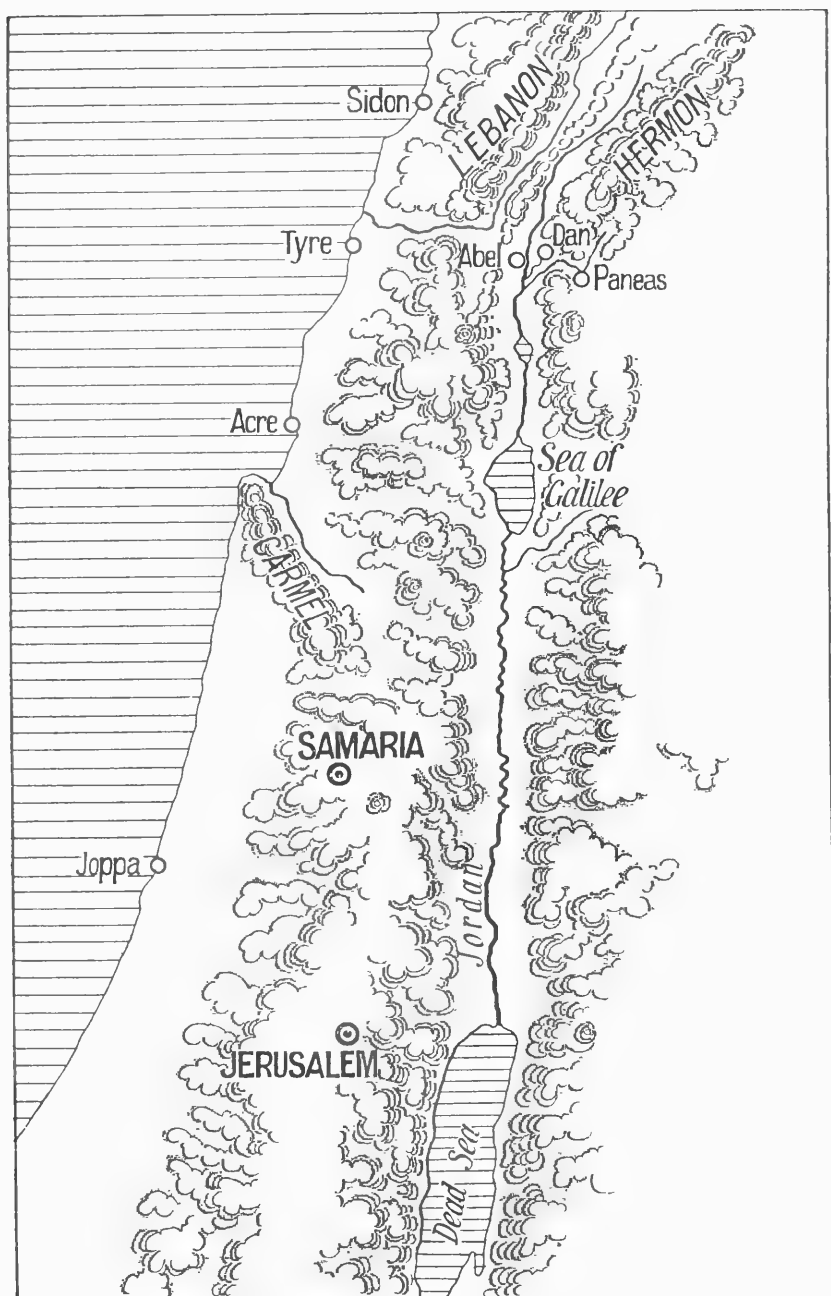 Sidon
LEBANON
HERMON
Tyre
Abel
Dan
Paneas
Acre
Sea of
Galilee
CARMEL
SAMARIA
Joppa
Jordan
JERUSALEM
Dead Sea